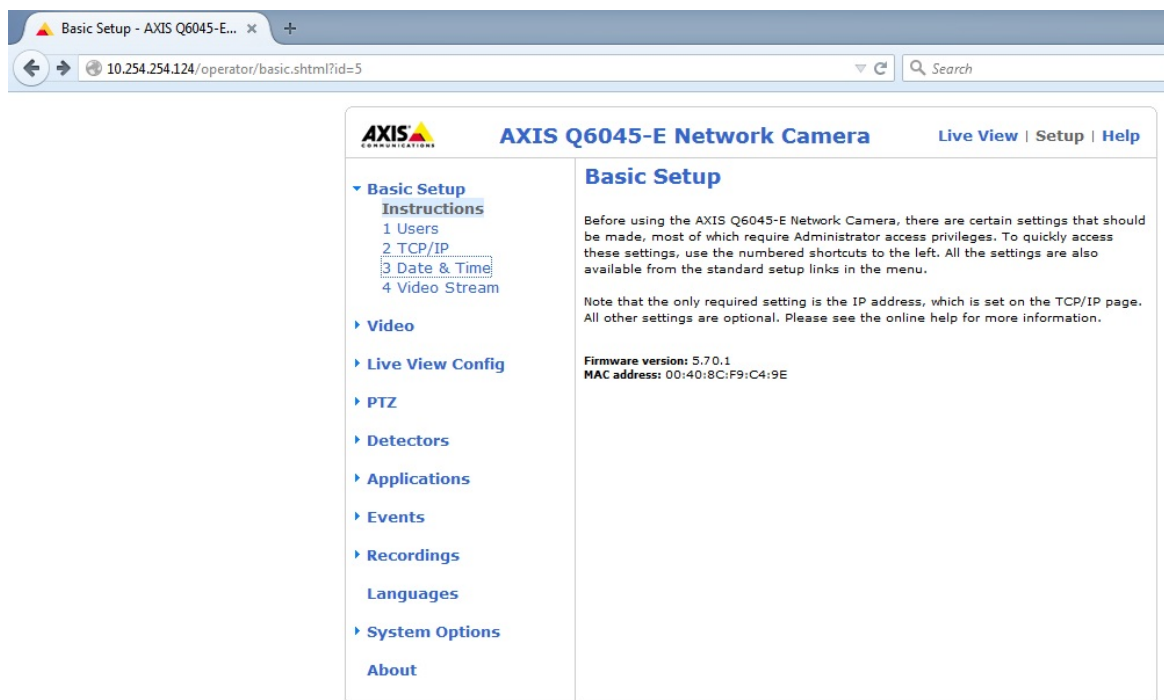 Basic Setup - AXIS Q6045-E...
10.254.254.124/operator/basic.shtml?id=5
Search
AXIS
COMMUNICATIONS
AXIS Q6045-E Network Camera
Live View | Setup | Help
Basic Setup
Instructions
1 Users
2 TCP/IP
3 Date & Time
4 Video Stream
Video
Live View Config
PTZ
Detectors
Applications
Events
Recordings
Languages
System Options
About
Basic Setup
Before using the AXIS Q6045-E Network Camera, there are certain settings that should
be made, most of which require Administrator access privileges. To quickly access
these settings, use the numbered shortcuts to the left. All the settings are also
available from the standard setup links in the menu.
Note that the only required setting is the IP address, which is set on the TCP/IP page.
All other settings are optional. Please see the online help for more information.
Firmware version: 5.70.1
MAC address: 00:40:8C:F9:C4:9E